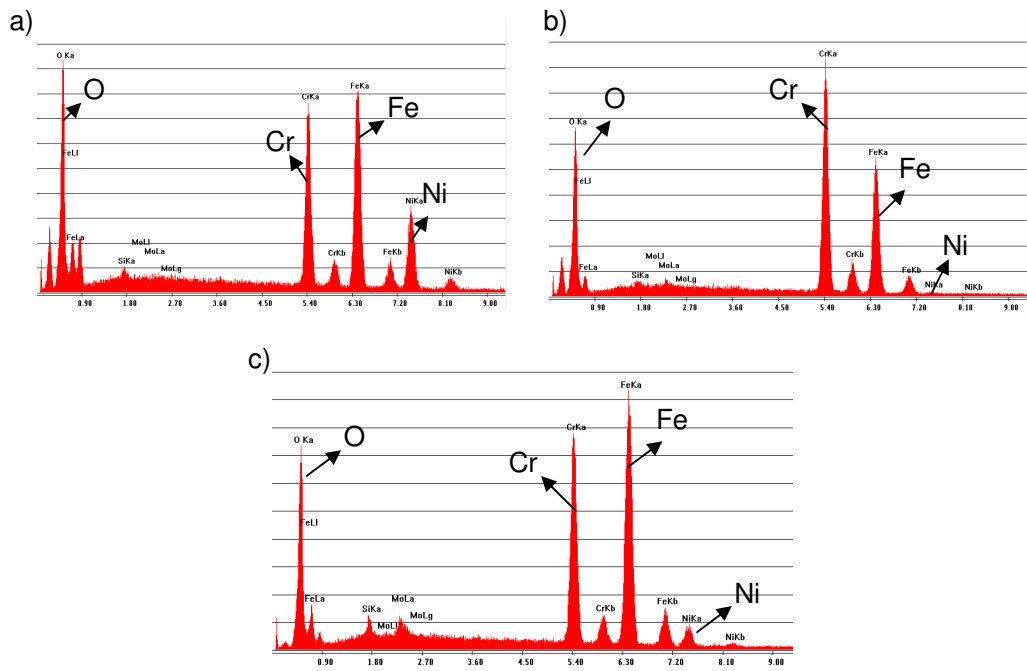 a)
O Ka
O
FeLl
FeLa
SiKa
MoLl
MoLa
MoLg
CrKa
Cr
CrKb
FeKa
Fe
FeKb
Ni
NiKa
NiKb
0.90 1.80 2.70 3.60 4.50 5.40 6.30 7.20 8.10 9.00
b)
O Ka
O
FeLl
FeLa
SiKa
MoLl
MoLa
MoLg
CrKa
Cr
CrKb
FeKa
Fe
FeKb
Ni
NiKa
NiKb
0.90 1.80 2.70 3.60 4.50 5.40 6.30 7.20 8.10 9.00
c)
O Ka
O
FeLl
FeLa
SiKa
MoLl
MoLa
MoLg
CrKa
Cr
CrKb
FeKa
Fe
FeKb
NiKa
Ni
NiKb
0.90 1.80 2.70 3.60 4.50 5.40 6.30 7.20 8.10 9.00